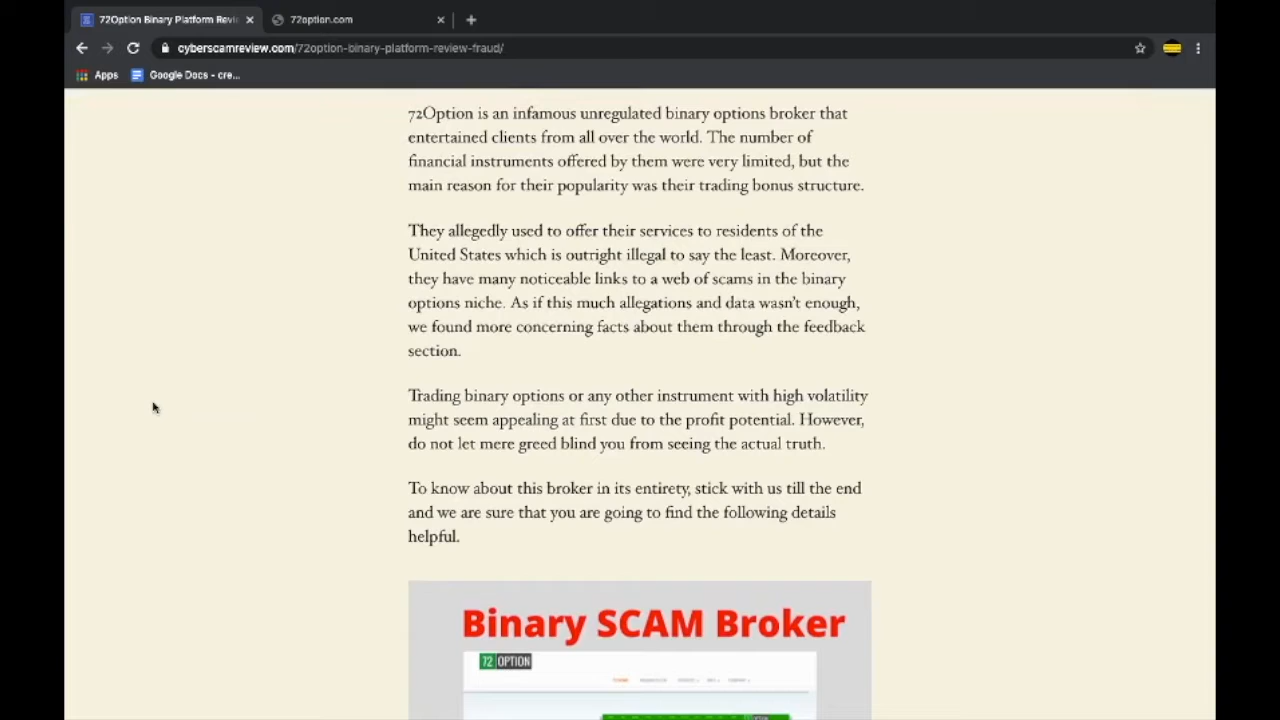 72Option Binary Platform Revi
72option.com
cyberscamreview.com/72option-binary-platform-review-fraud/
Apps
Google Docs - cre...
72Option is an infamous unregulated binary options broker that
entertained clients from all over the world. The number of
financial instruments offered by them were very limited, but the
main reason for their popularity was their trading bonus structure.
They allegedly used to offer their services to residents of the
United States which is outright illegal to say the least. Moreover,
they have many noticeable links to a web of scams in the binary
options niche. As if this much allegations and data wasn't enough,
we found more concerning facts about them through the feedback
section.
Trading binary options or any other instrument with high volatility
might seem appealing at first due to the profit potential. However,
do not let mere greed blind you from seeing the actual truth.
To know about this broker in its entirety, stick with us till the end
and we are sure that you are going to find the following details
helpful.
Binary SCAM Broker
72 OPTION